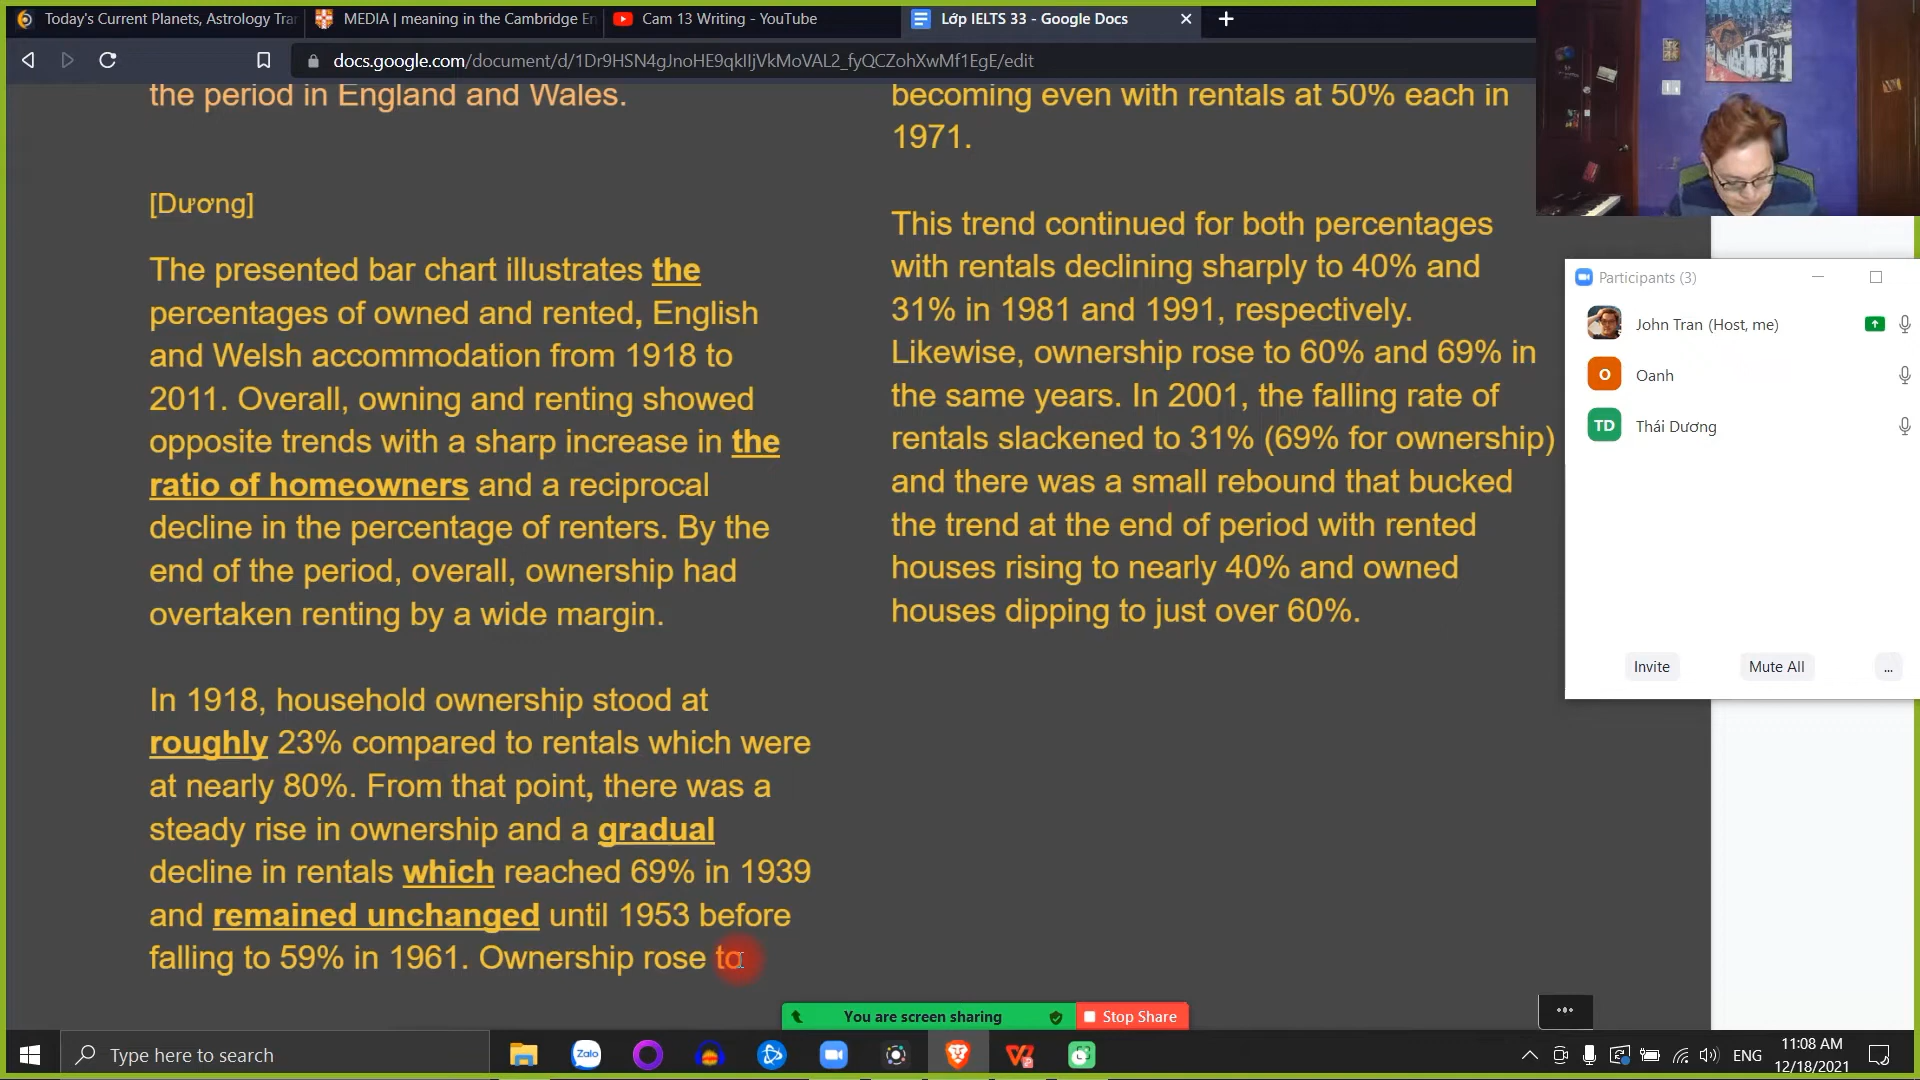 Today's Current Planets, Astrology Tra
MEDIA | meaning in the Cambridge En
Cam 13 Writing - YouTube
Lớp IELTS 33 - Google Docs
docs.google.com/document/d/1Dr9HSN4gJnoHE9qklIjVkMoVAL2_fyQCZohXwMf1EgE/edit
the period in England and Wales.
[Dương]
The presented bar chart illustrates the
percentages of owned and rented, English
and Welsh accommodation from 1918 to
2011. Overall, owning and renting showed
opposite trends with a sharp increase in the
ratio of homeowners and a reciprocal
decline in the percentage of renters. By the
end of the period, overall, ownership had
overtaken renting by a wide margin.
In 1918, household ownership stood at
roughly 23% compared to rentals which were
at nearly 80%. From that point, there was a
steady rise in ownership and a gradual
decline in rentals which reached 69% in 1939
and remained unchanged until 1953 before
falling to 59% in 1961. Ownership rose to
becoming even with rentals at 50% each in
1971.
This trend continued for both percentages
with rentals declining sharply to 40% and
31% in 1981 and 1991, respectively.
Likewise, ownership rose to 60% and 69% in
the same years. In 2001, the falling rate of
rentals slackened to 31% (69% for ownership)
and there was a small rebound that bucked
the trend at the end of period with rented
houses rising to nearly 40% and owned
houses dipping to just over 60%.
Participants (3)
John Tran (Host, me)
O
Oanh
TD
Thái Dương
Invite
Mute All
...
You are screen sharing
Stop Share
Type here to search
Zalo
ENG
11:08 AM
12/18/2021